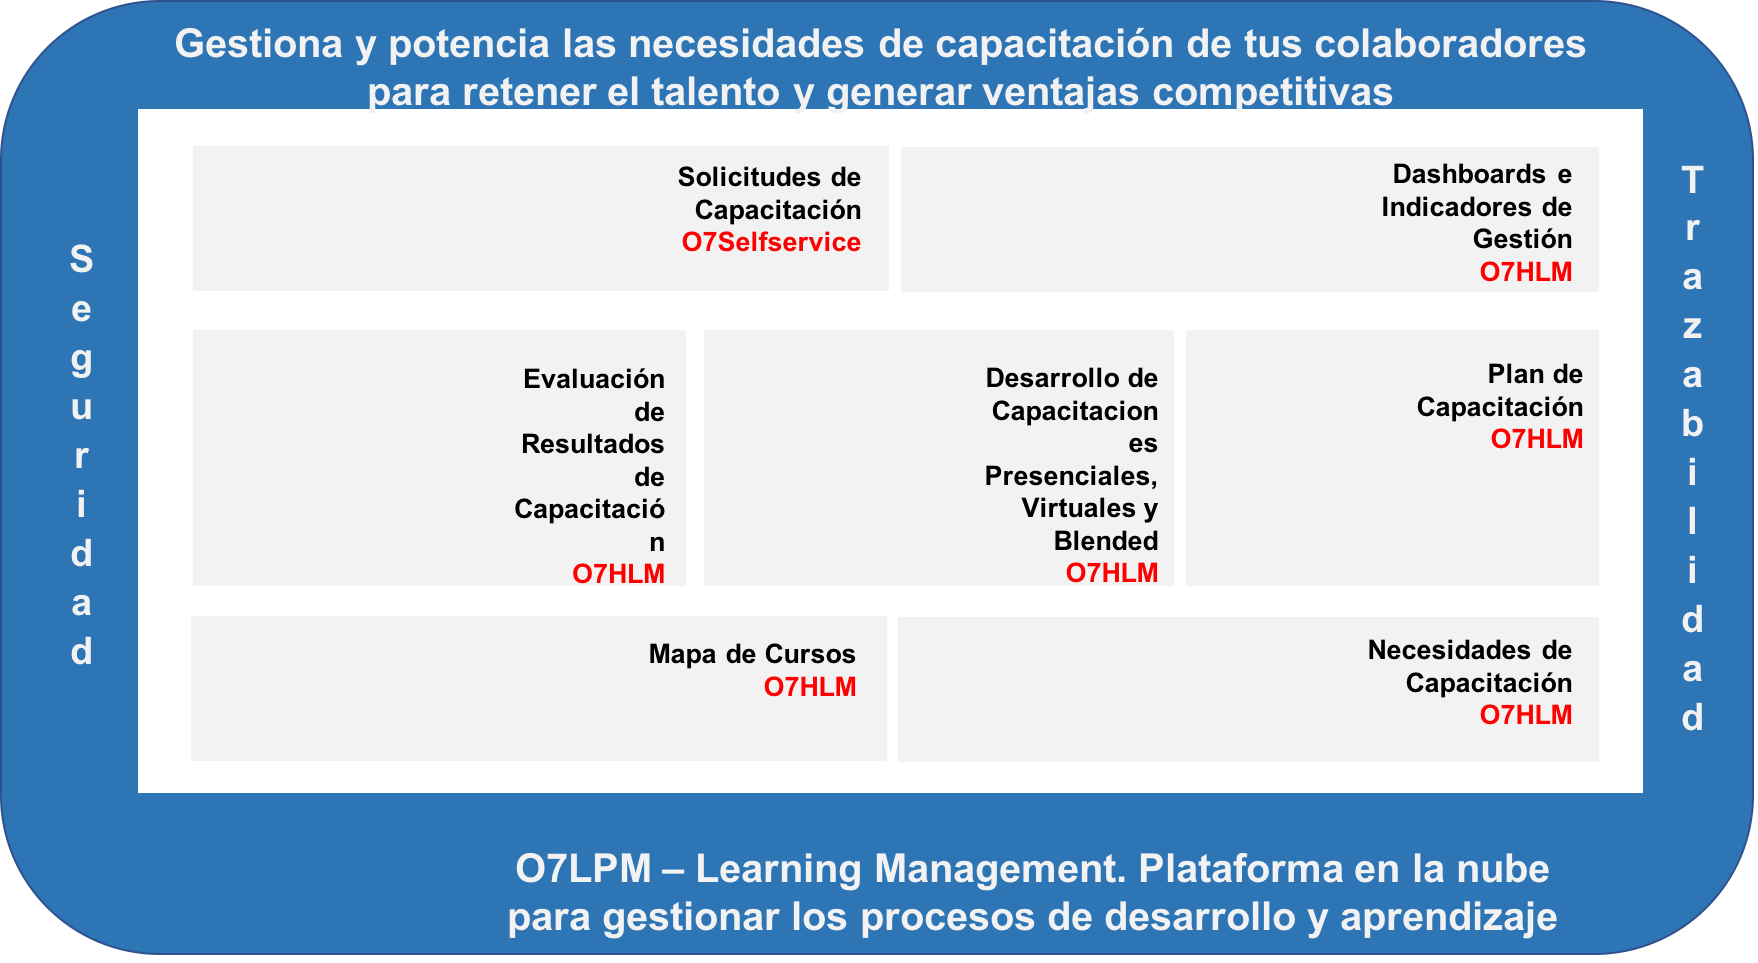 Gestiona y potencia las necesidades de capacitación de tus colaboradores
para retener el talento y generar ventajas competitivas
Seguridad
Solicitudes de
Capacitación
O7Selfservice
Dashboards e
Indicadores de
Gestión
O7HLM
Evaluación
de
Resultados
de
Capacitació
n
O7HLM
Desarrollo de
Capacitacion
es
Presenciales,
Virtuales y
Blended
O7HLM
Plan de
Capacitación
O7HLM
Mapa de Cursos
O7HLM
Necesidades de
Capacitación
O7HLM
Trazabilidad
O7LPM – Learning Management. Plataforma en la nube
para gestionar los procesos de desarrollo y aprendizaje